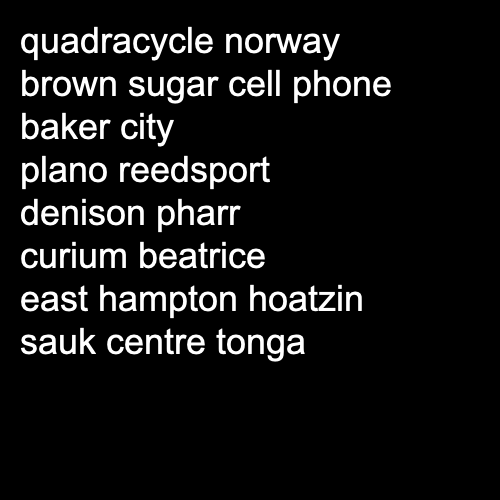 quadracycle norway
brown sugar cell phone
baker city
plano reedsport
denison pharr
curium beatrice
east hampton hoatzin
sauk centre tonga